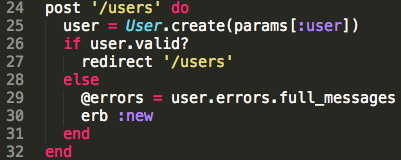 24 post '/users' do
25   user = User.create(params[:user])
26   if user.valid?
27     redirect '/users'
28   else
29     @errors = user.errors.full_messages
30     erb :new
31   end
32 end